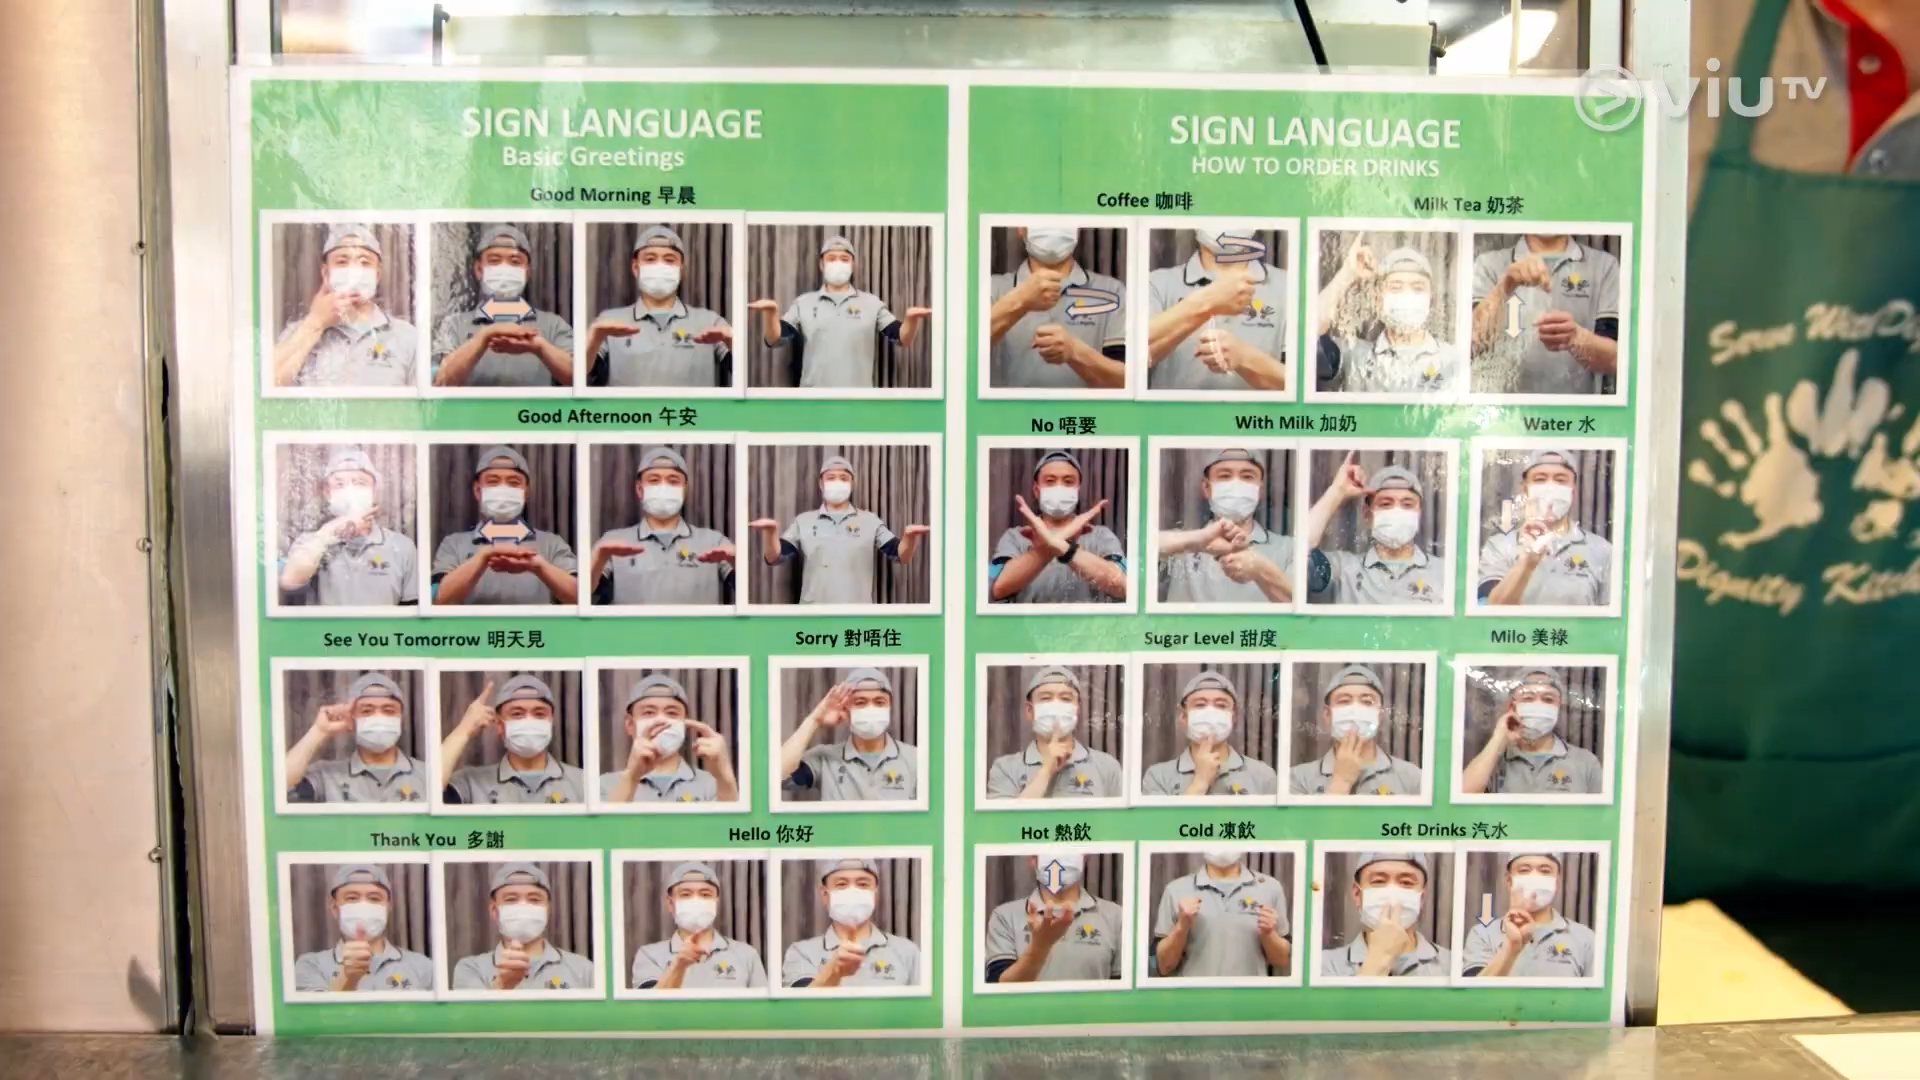 SIGN LANGUAGE
Basic Greetings
Good Morning 早晨
Good Afternoon 午安
See You Tomorrow 明天見
Sorry 對唔住
Thank You 多謝
Hello 你好
SIGN LANGUAGE
HOW TO ORDER DRINKS
Coffee 咖啡
Milk Tea 奶茶
No 唔要
With Milk 加奶
Water 水
Sugar Level 甜度
Milo 美祿
Hot 熱飲
Cold 凍飲
Soft Drinks 汽水
viuTV
Serve With
Dignity